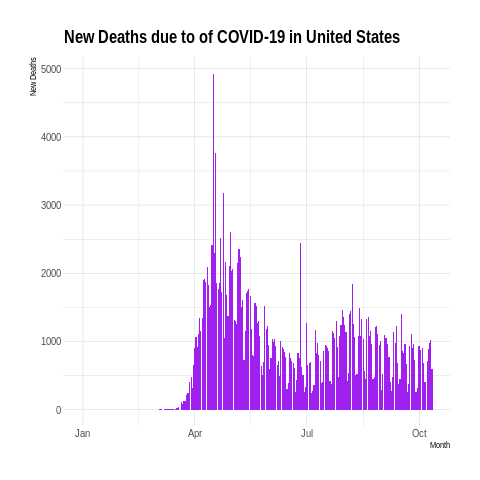 New Deaths due to of COVID-19 in United States
New Deaths
5000
4000
3000
2000
1000
0
Jan Apr Jul Oct
Month